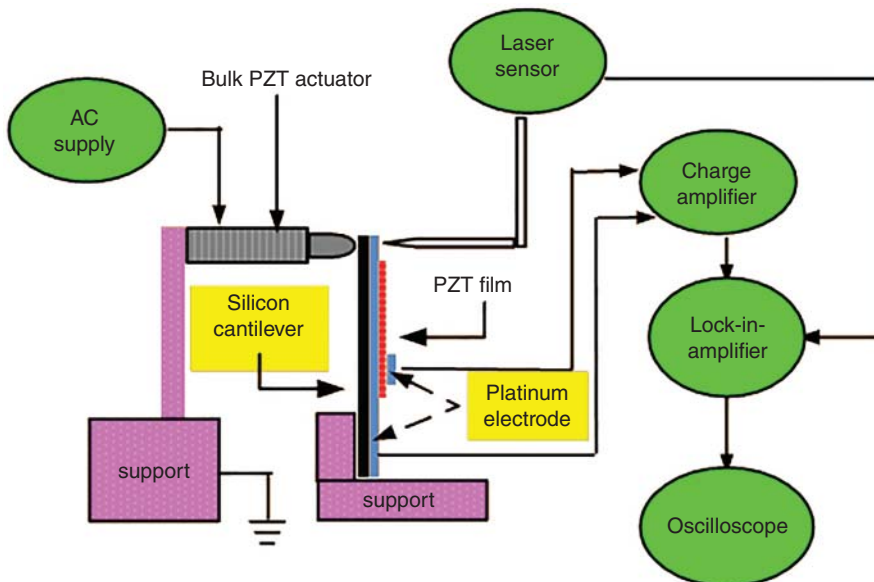 Laser
sensor
Bulk PZT actuator
AC
supply
Charge
amplifier
PZT film
Silicon
cantilever
Lock-in-
amplifier
Platinum
electrode
support
support
Oscilloscope